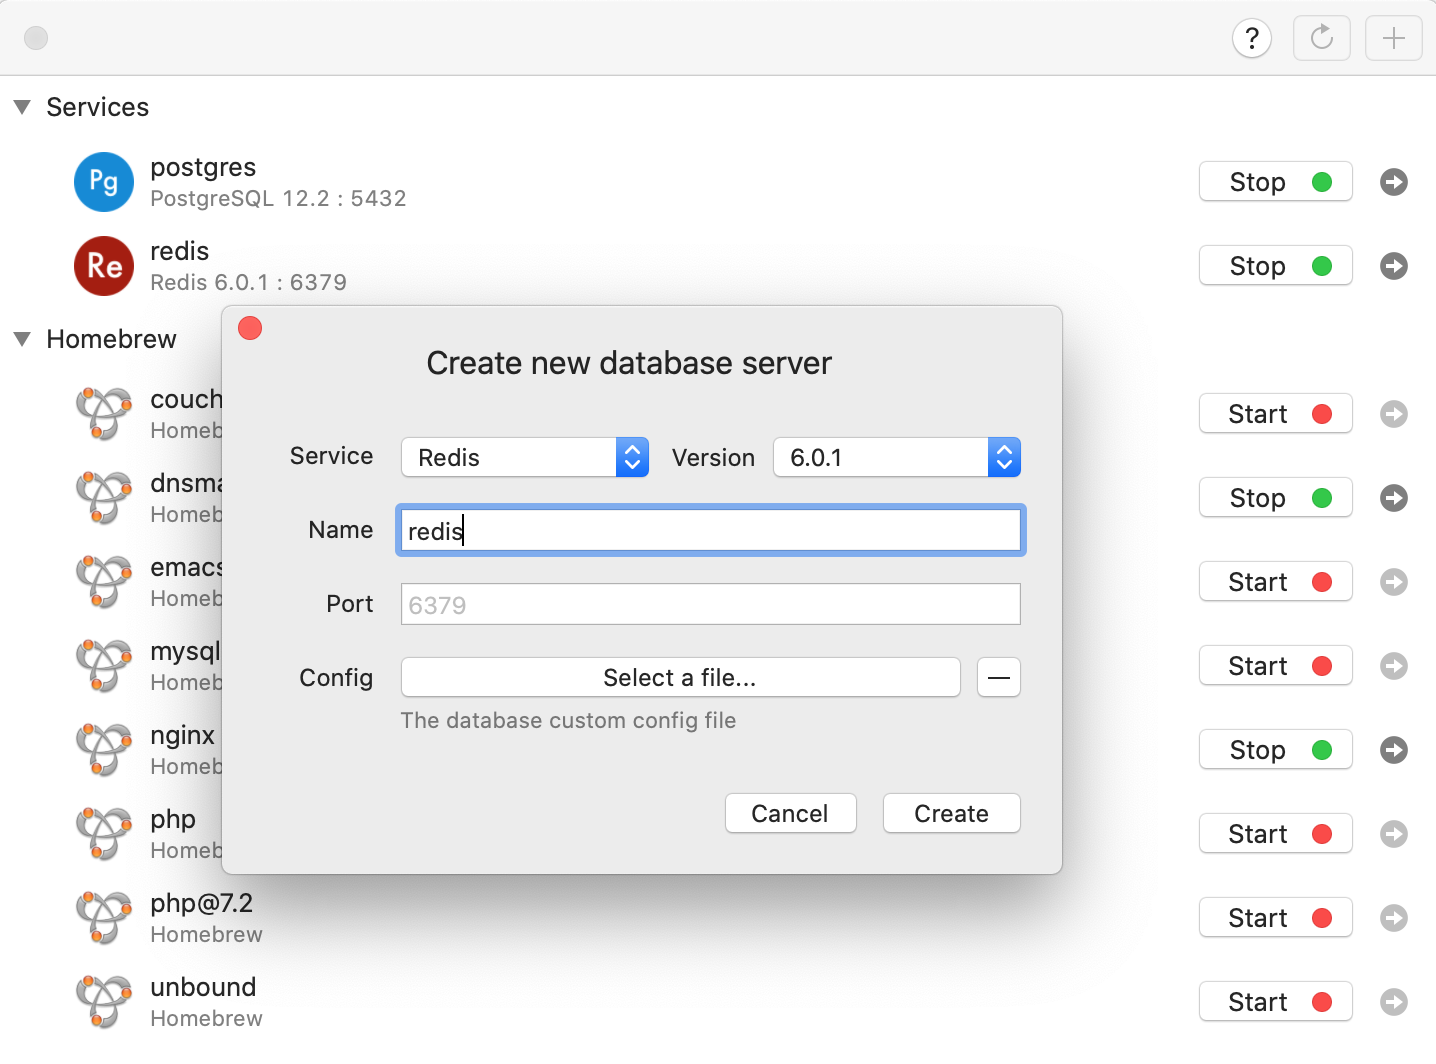 ?
Services
Pg
postgres
PostgreSQL 12.2 : 5432
Stop
Re
redis
Redis 6.0.1 : 6379
Stop
Homebrew
Create new database server
Service
Redis
Version
6.0.1
Name
redis
Port
6379
Config
Select a file...
The database custom config file
Cancel
Create
couch
Homeb
Start
dnsma
Homeb
Stop
emacs
Homeb
Start
mysql
Homeb
Start
nginx
Homeb
Stop
php
Homeb
Start
php@7.2
Homebrew
Start
unbound
Homebrew
Start